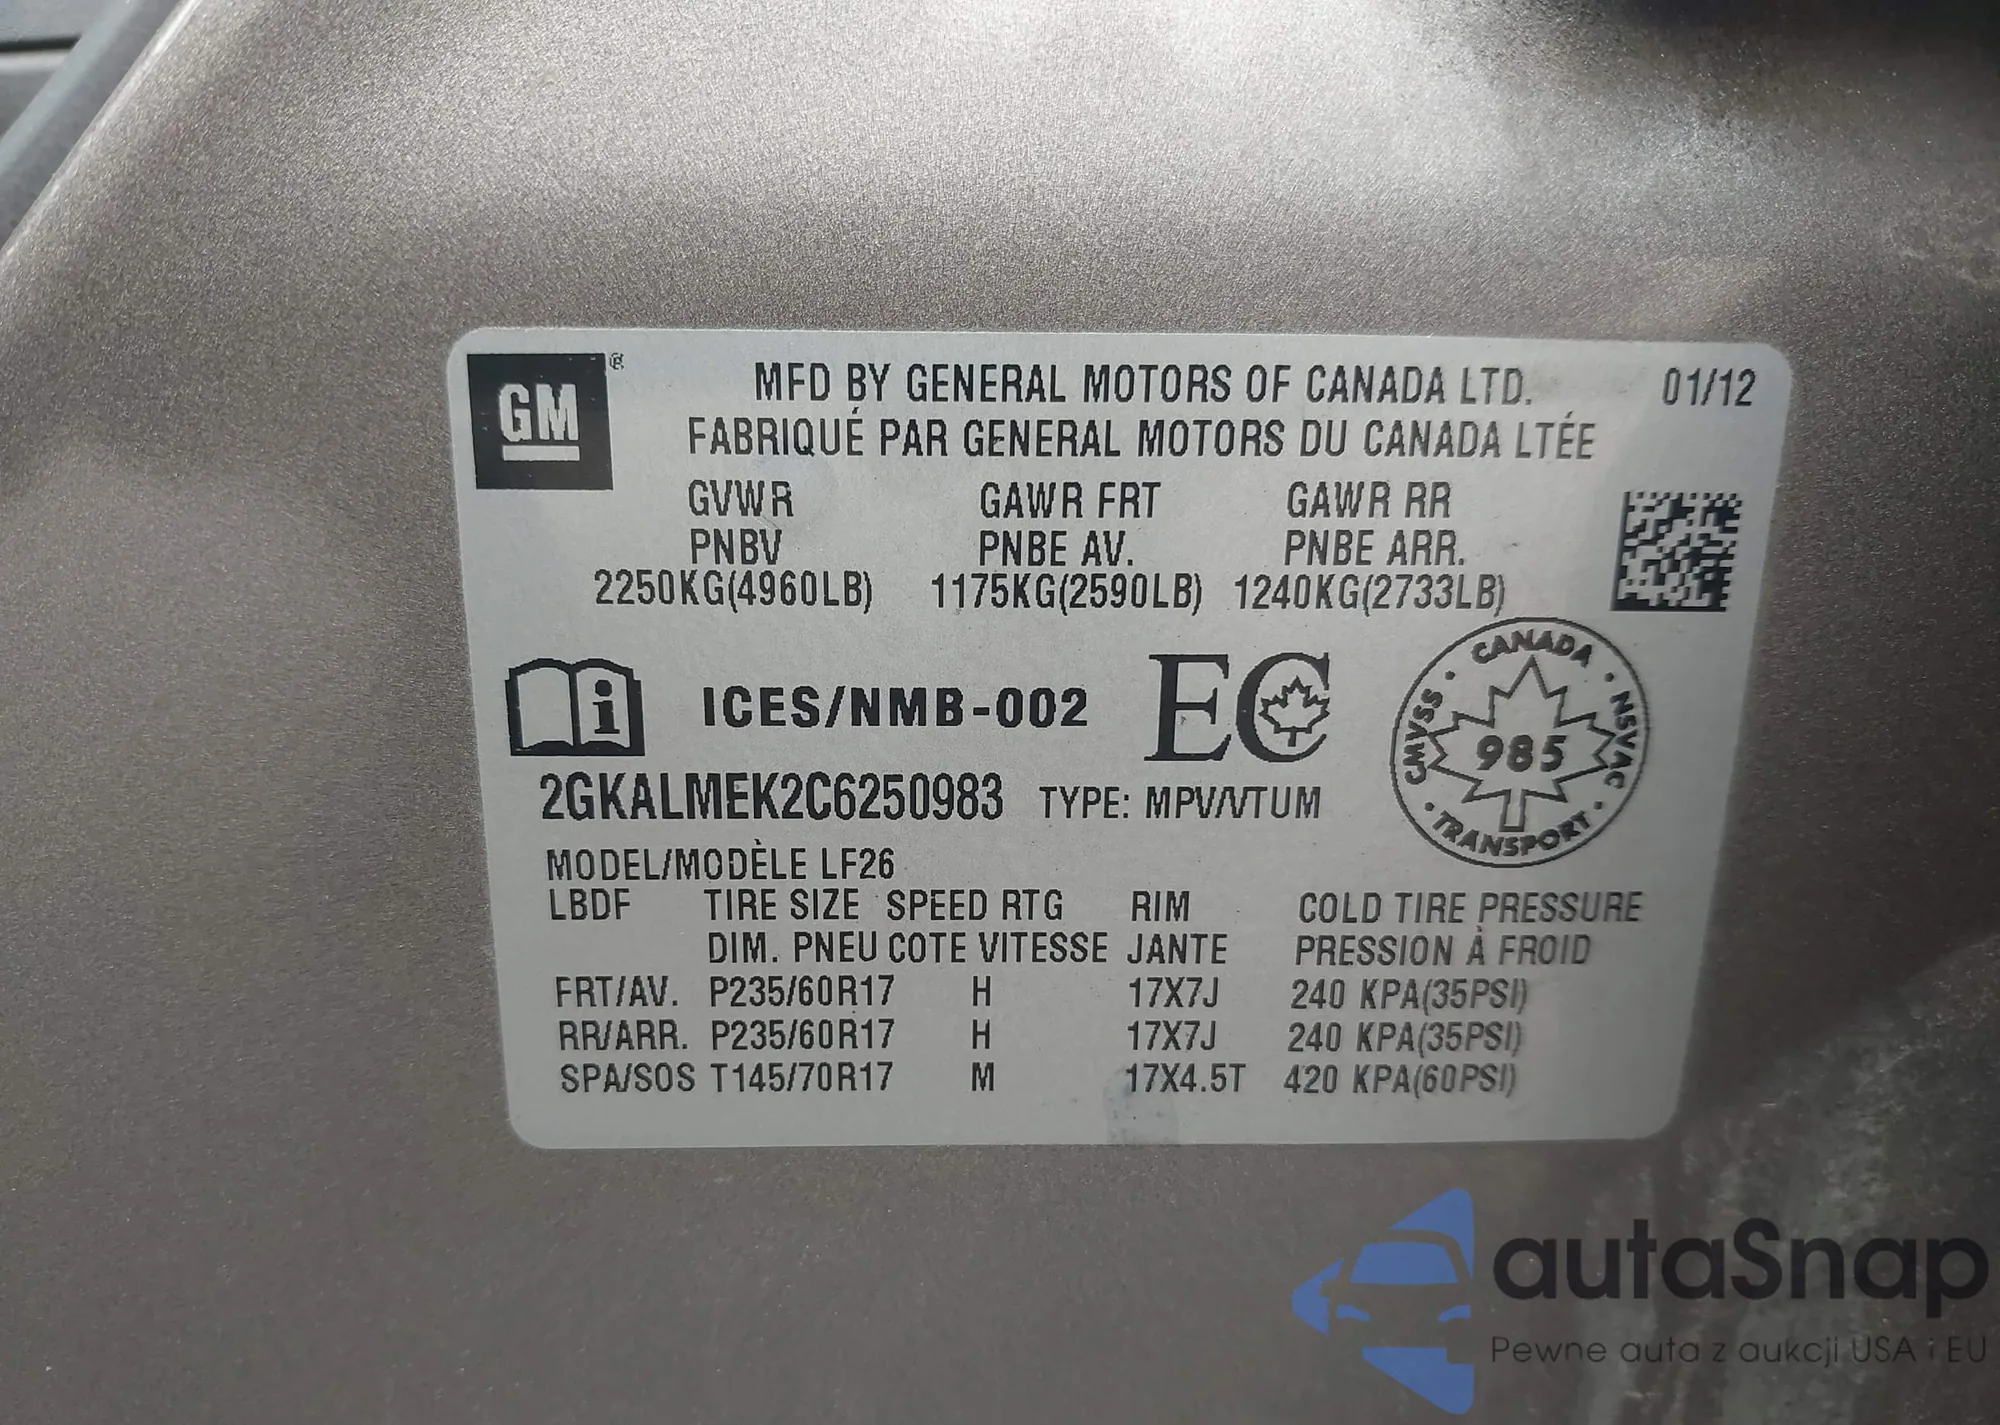 GM ®
MFD BY GENERAL MOTORS OF CANADA LTD. 01/12
FABRIQUÉ PAR GENERAL MOTORS DU CANADA LTÉE
GVWR GAWR FRT GAWR RR
PNBV PNBE AV. PNBE ARR.
2250KG(4960LB) 1175KG(2590LB) 1240KG(2733LB)
i ICES/NMB-002 EC
CANADA · NSVAC · TRANSPORT · CMVSS ·
985
2GKALMEK2C6250983 TYPE: MPV/VTUM
MODEL/MODÈLE LF26
LBDF TIRE SIZE SPEED RTG RIM COLD TIRE PRESSURE
DIM. PNEU COTE VITESSE JANTE PRESSION À FROID
FRT/AV. P235/60R17 H 17X7J 240 KPA(35PSI)
RR/ARR. P235/60R17 H 17X7J 240 KPA(35PSI)
SPA/SOS T145/70R17 M 17X4.5T 420 KPA(60PSI)
autaSnap
Pewne auta z aukcji USA i EU